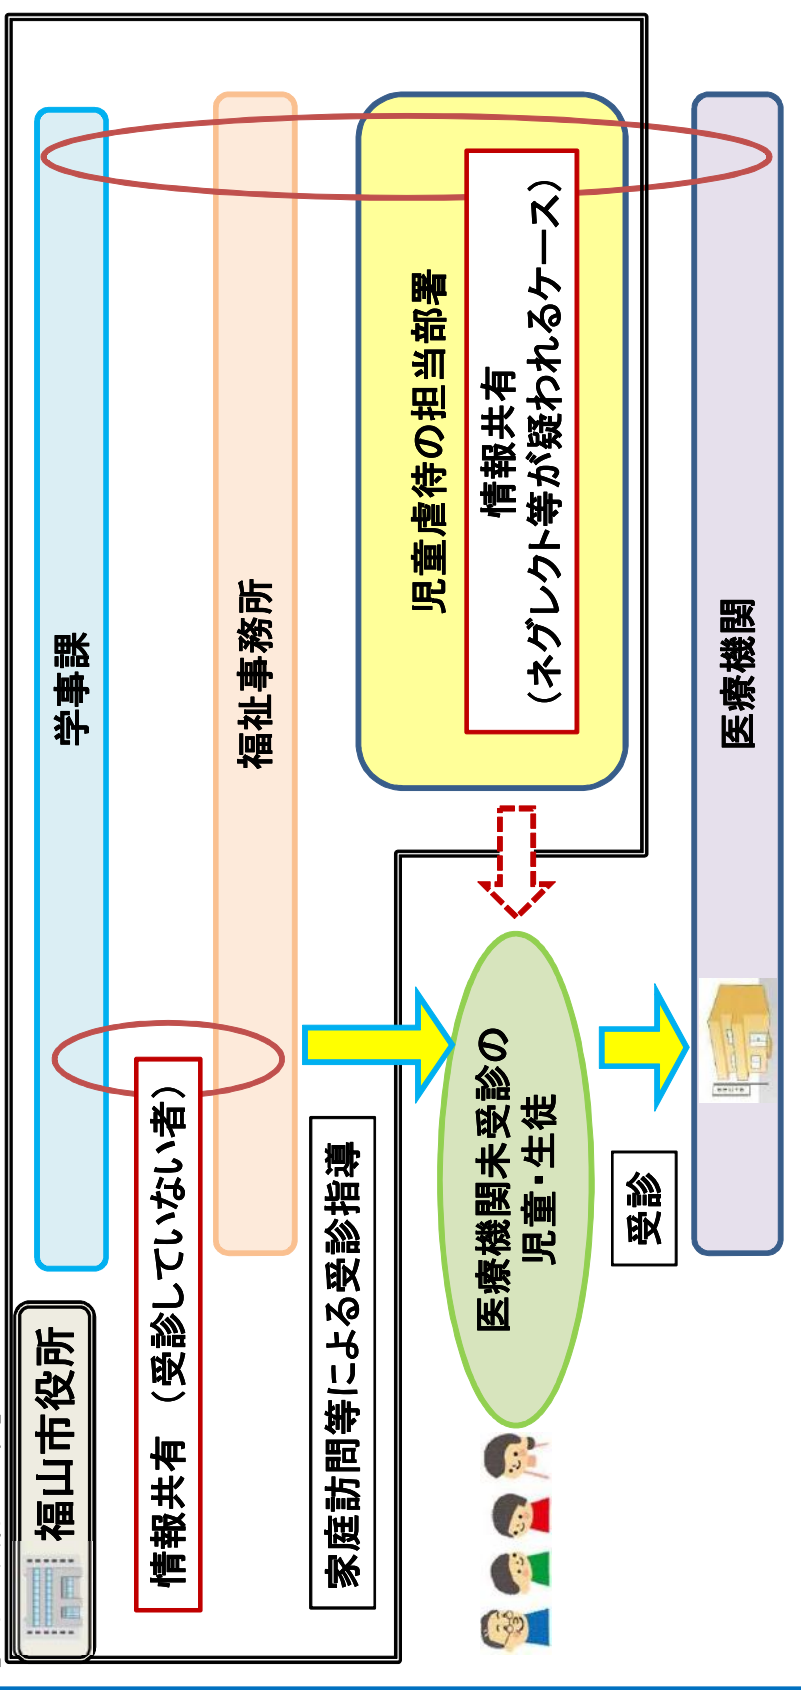 福山市役所
学事課
情報共有 （受診していない者）
福祉事務所
家庭訪問等による受診指導
児童虐待の担当部署
情報共有
（ネグレクト等が疑われるケース）
医療機関未受診の
児童・生徒
受診
医療機関